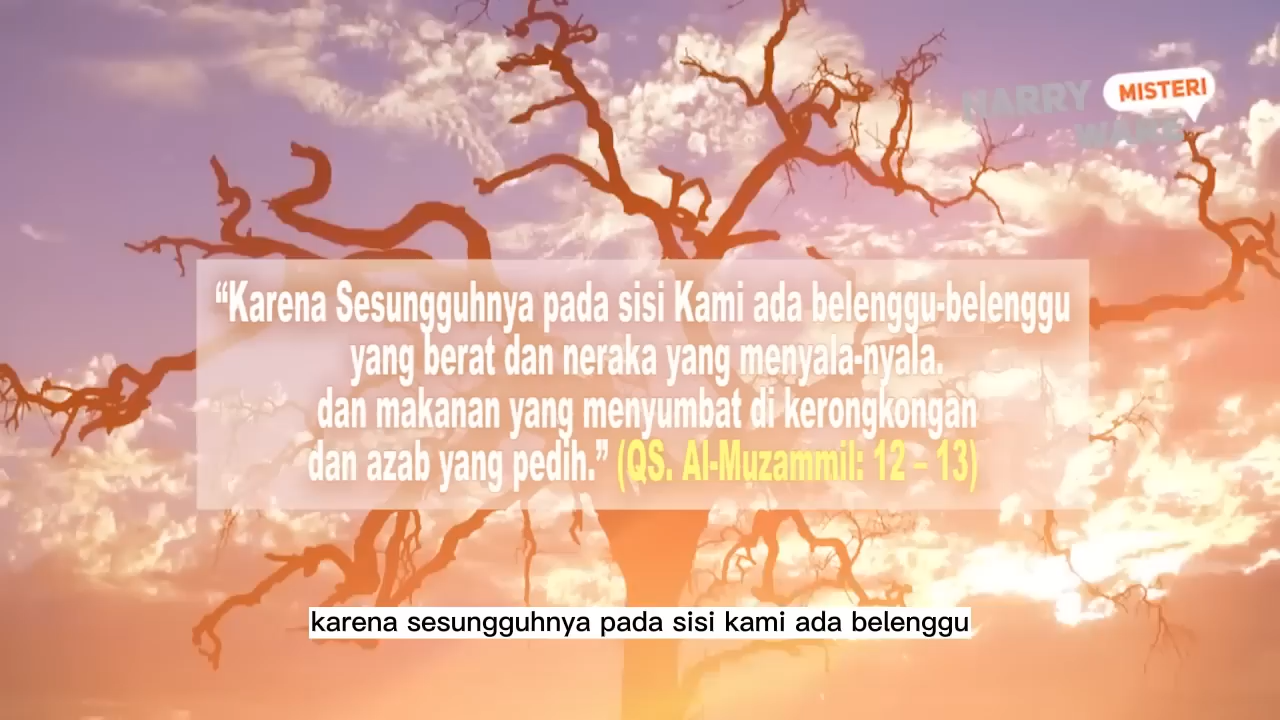 HARRY
MISTERI
“Karena Sesungguhnya pada sisi Kami ada belenggu-belenggu
yang berat dan neraka yang menyala-nyala.
dan makanan yang menyumbat di kerongkongan
dan azab yang pedih.” (QS. Al-Muzammil: 12 – 13)
karena sesungguhnya pada sisi kami ada belenggu